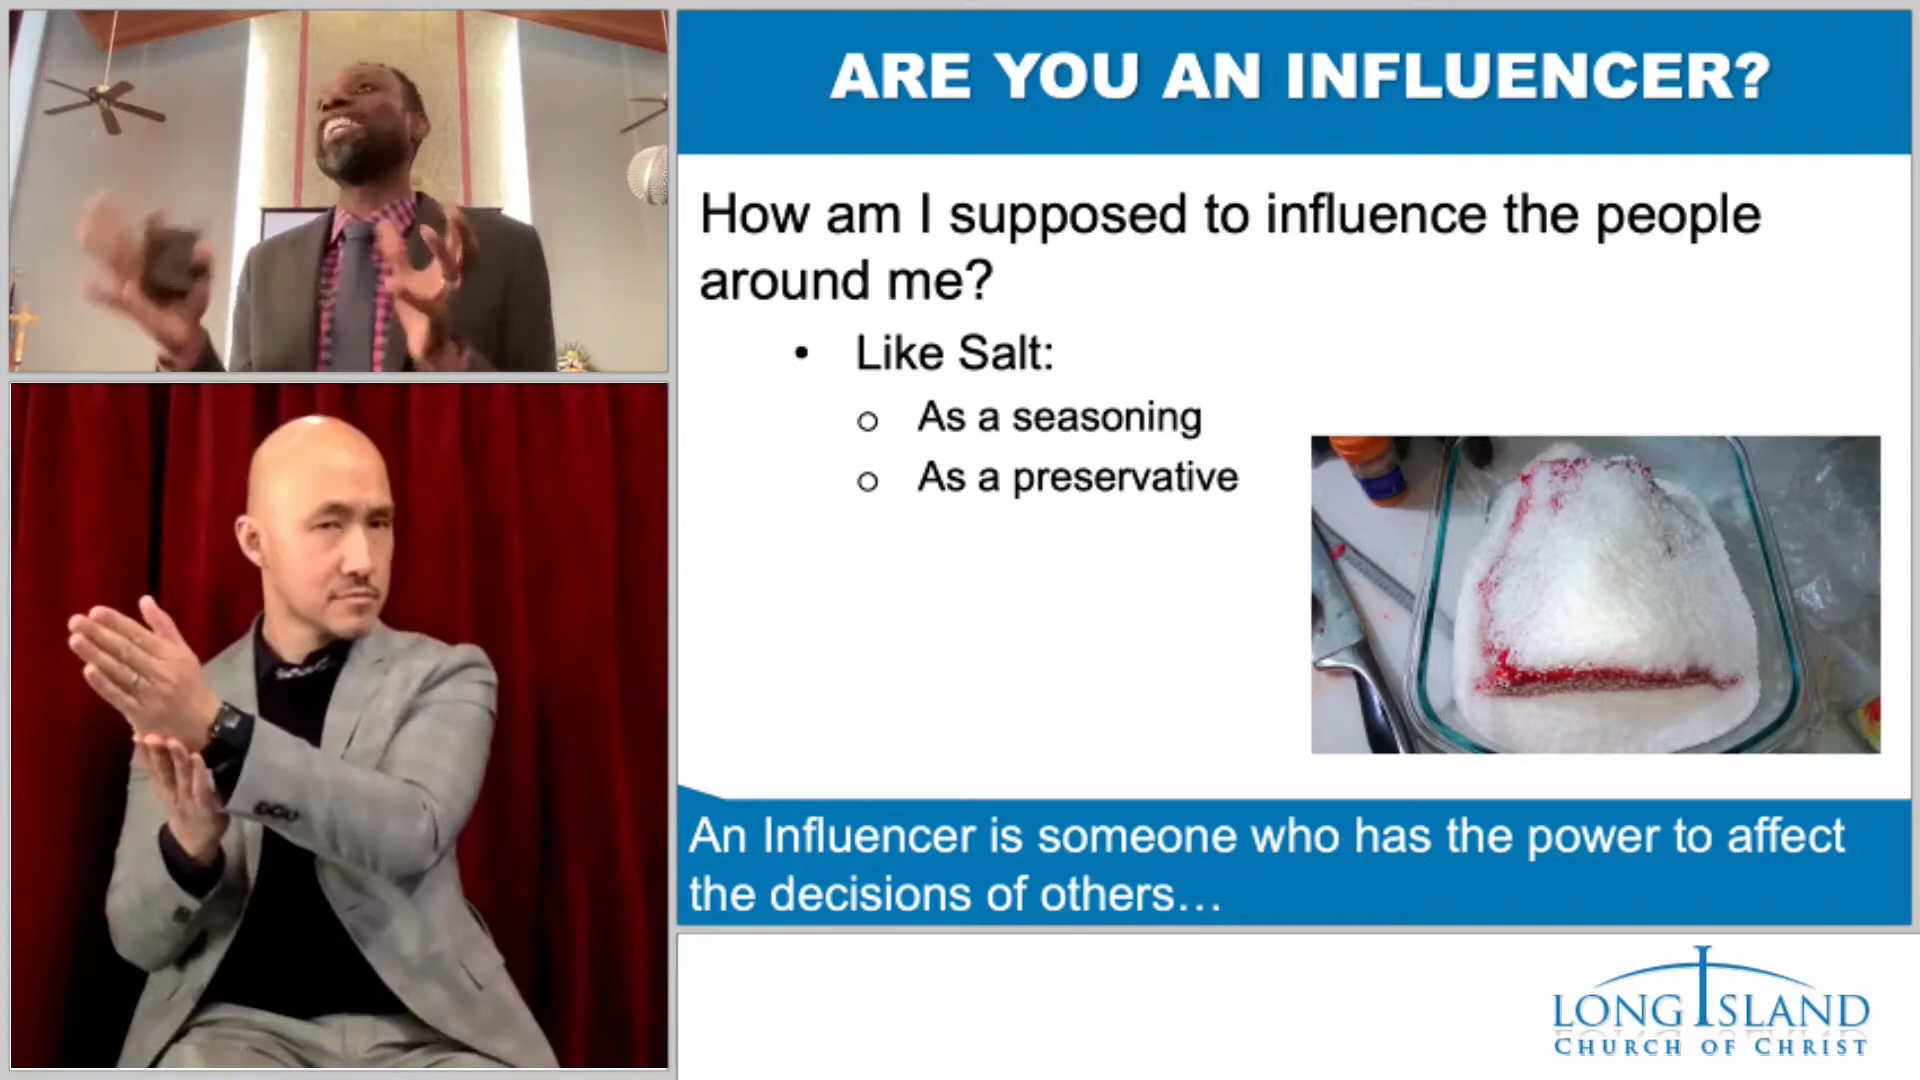 ARE YOU AN INFLUENCER?
How am I supposed to influence the people
around me?
• Like Salt:
o As a seasoning
o As a preservative
An Influencer is someone who has the power to affect
the decisions of others…
LONG ISLAND
CHURCH OF CHRIST